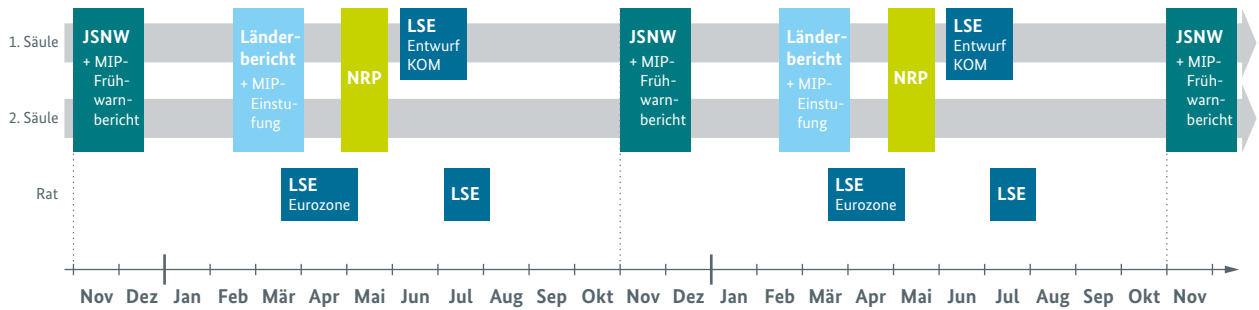 1. Säule
2. Säule
Rat
JSNW
+ MIP-
Früh-
warn-
bericht
Länder-
bericht
+ MIP-
Einstu-
fung
NRP
LSE
Entwurf
KOM
LSE
Eurozone
LSE
JSNW
+ MIP-
Früh-
warn-
bericht
Länder-
bericht
+ MIP-
Einstu-
fung
NRP
LSE
Entwurf
KOM
LSE
Eurozone
LSE
JSNW
+ MIP-
Früh-
warn-
bericht
Nov Dez Jan Feb Mär Apr Mai Jun Jul Aug Sep Okt Nov Dez Jan Feb Mär Apr Mai Jun Jul Aug Sep Okt Nov